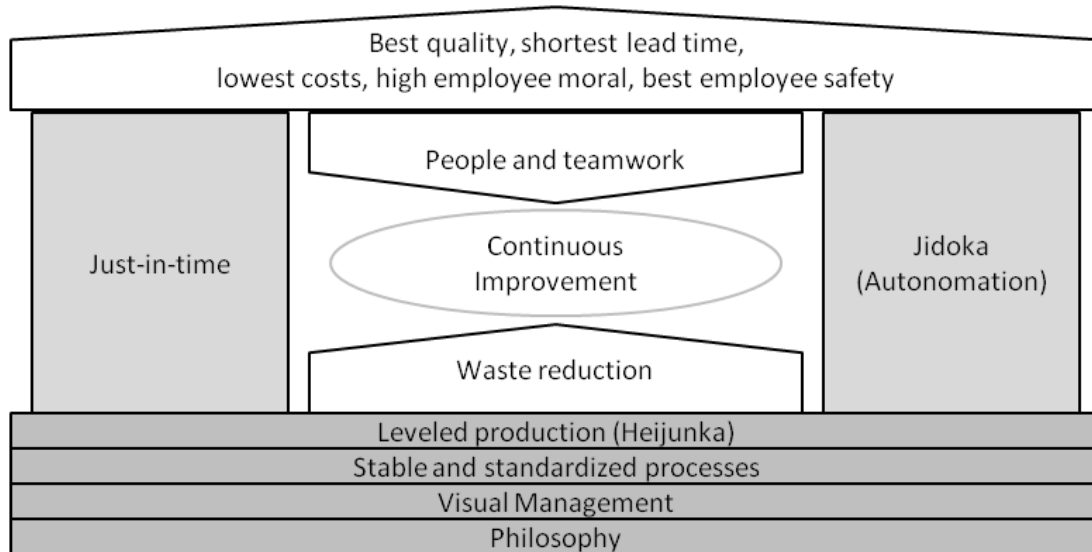 Best quality, shortest lead time,
lowest costs, high employee moral, best employee safety
People and teamwork
Just-in-time
Continuous
Improvement
Jidoka
(Autonomation)
Waste reduction
Leveled production (Heijunka)
Stable and standardized processes
Visual Management
Philosophy